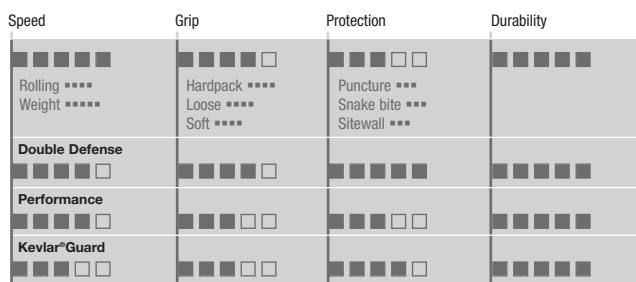 Speed Grip Protection Durability
Rolling Hardpack Puncture
Weight Loose Snake bite
Soft Sitewall
Double Defense
Performance
Kevlar®Guard